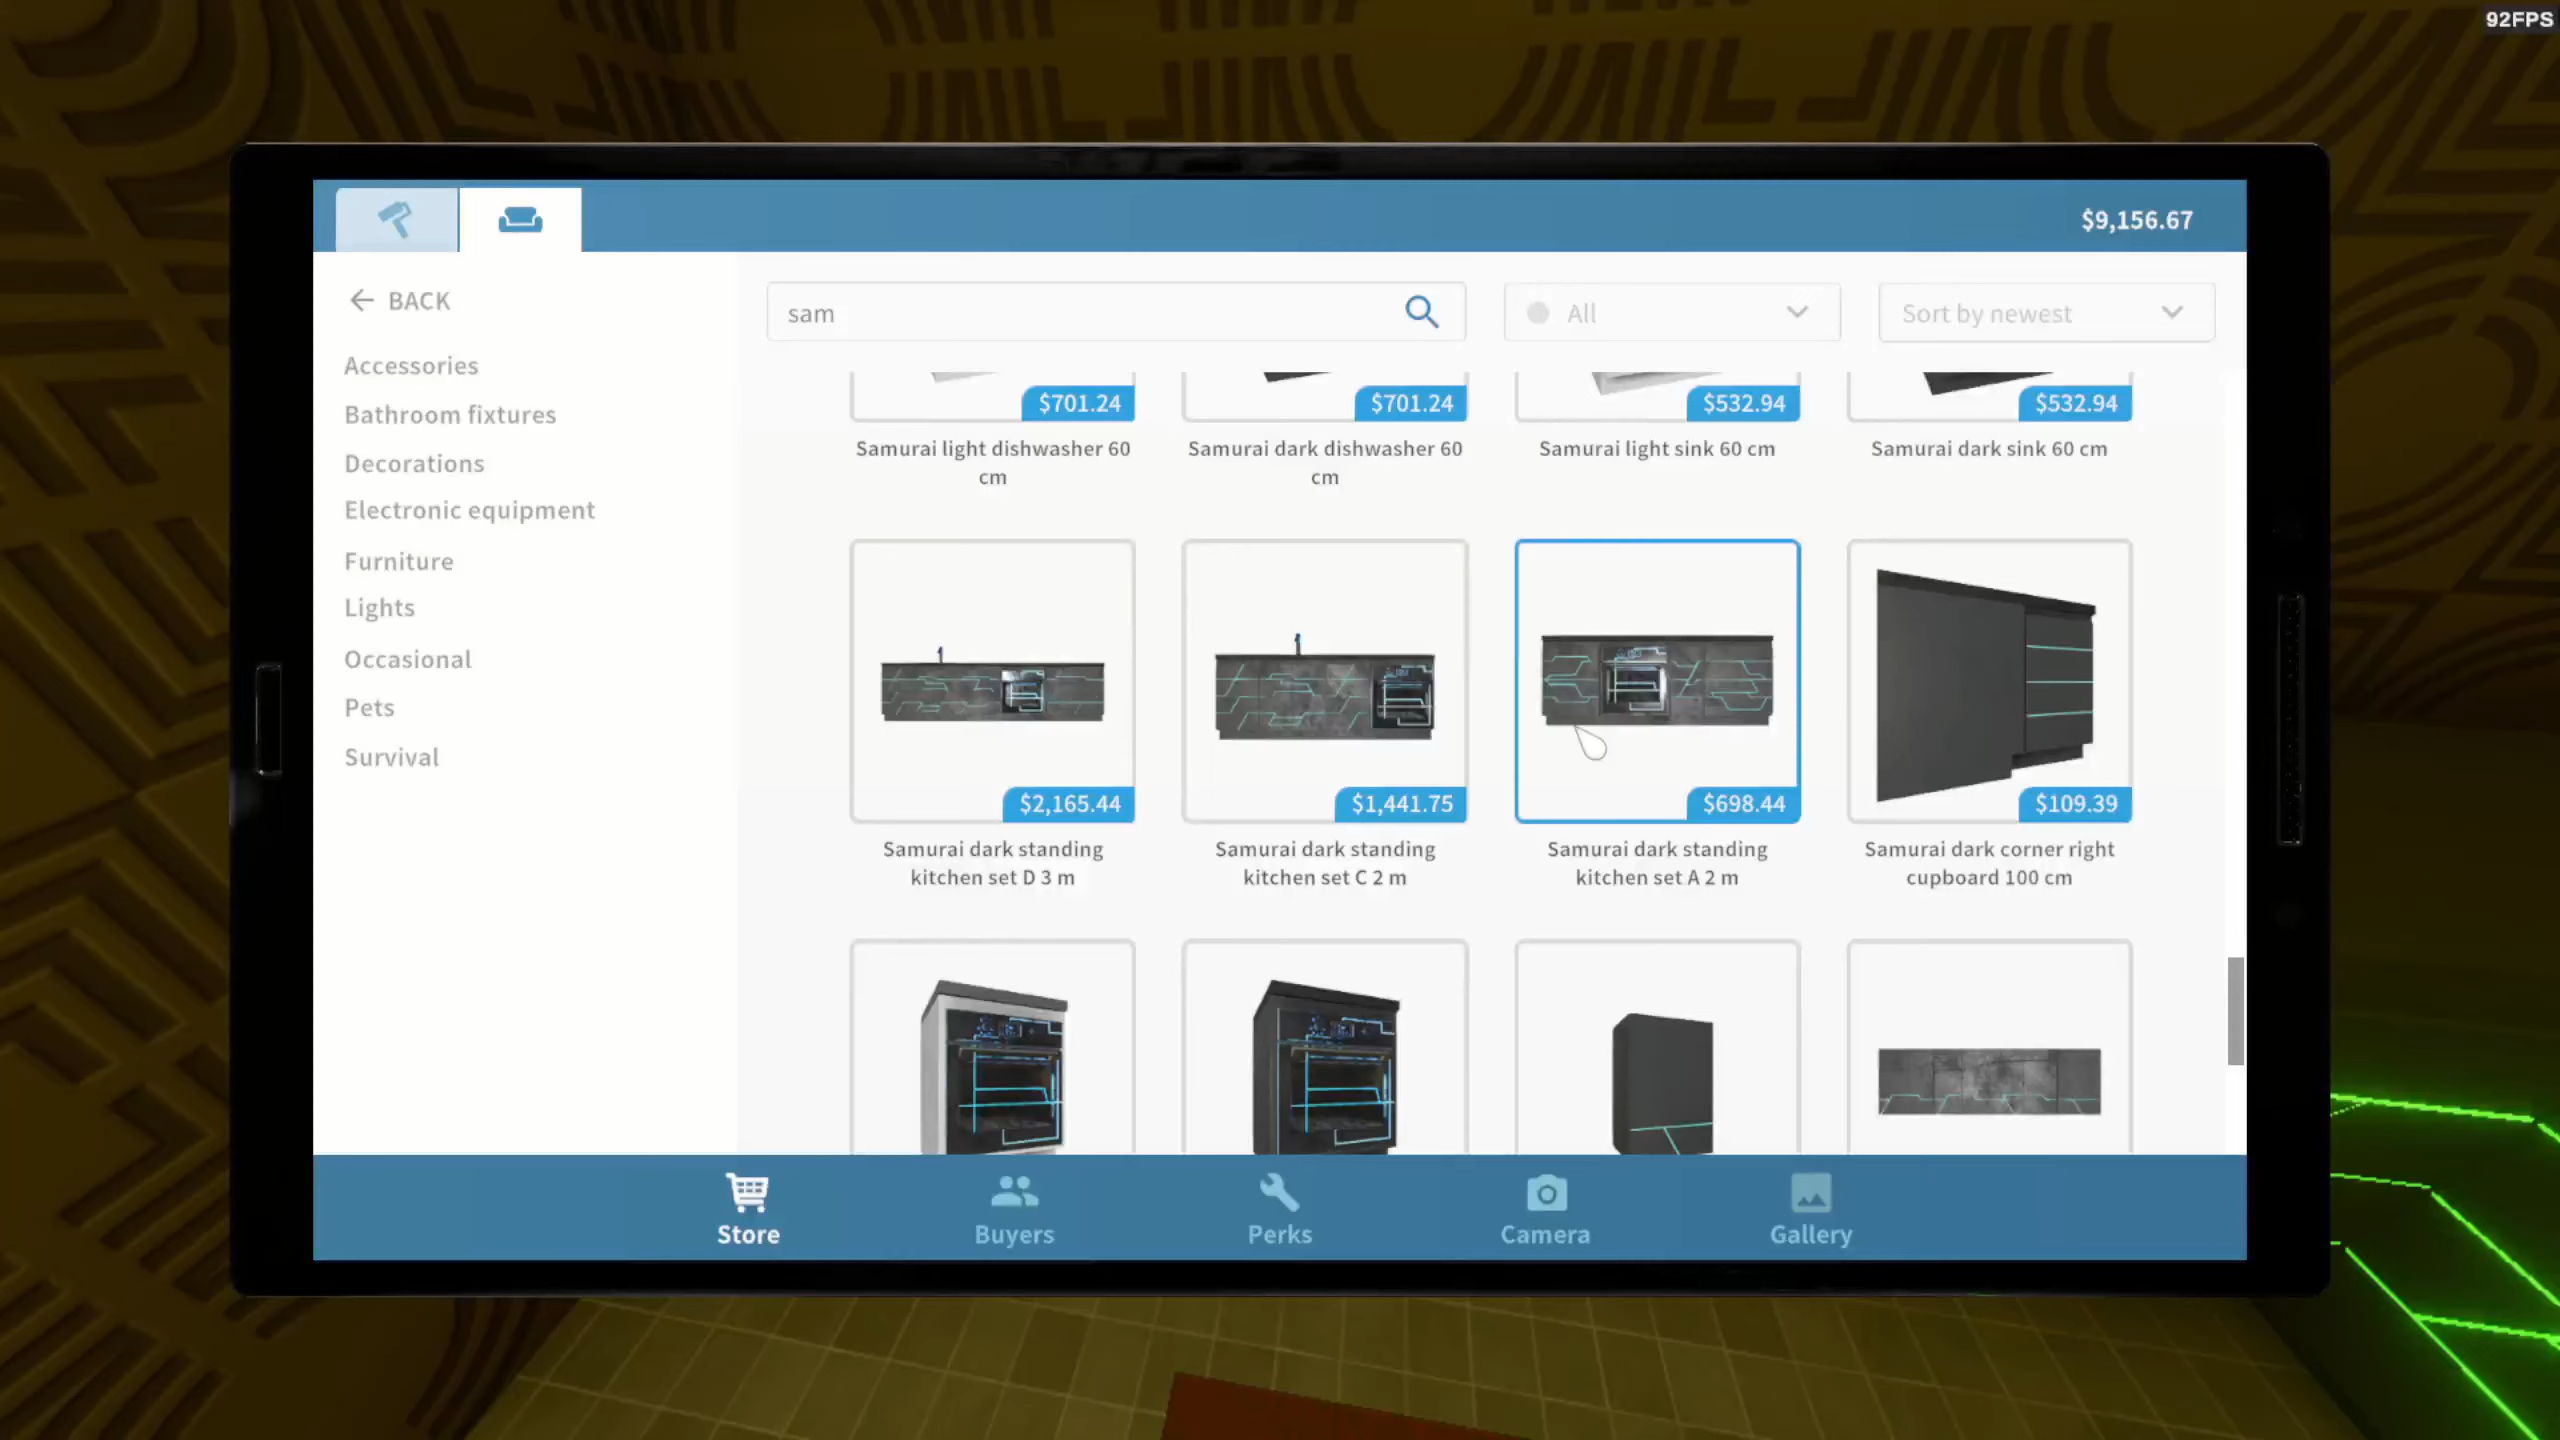 92FPS
$9,156.67
BACK
sam
All
Sort by newest
Accessories
Bathroom fixtures
Decorations
Electronic equipment
Furniture
Lights
Occasional
Pets
Survival
$701.24
$701.24
$532.94
$532.94
Samurai light dishwasher 60
cm
Samurai dark dishwasher 60
cm
Samurai light sink 60 cm
Samurai dark sink 60 cm
$2,165.44
$1,441.75
$698.44
$109.39
Samurai dark standing
kitchen set D 3 m
Samurai dark standing
kitchen set C 2 m
Samurai dark standing
kitchen set A 2 m
Samurai dark corner right
cupboard 100 cm
Store
Buyers
Perks
Camera
Gallery